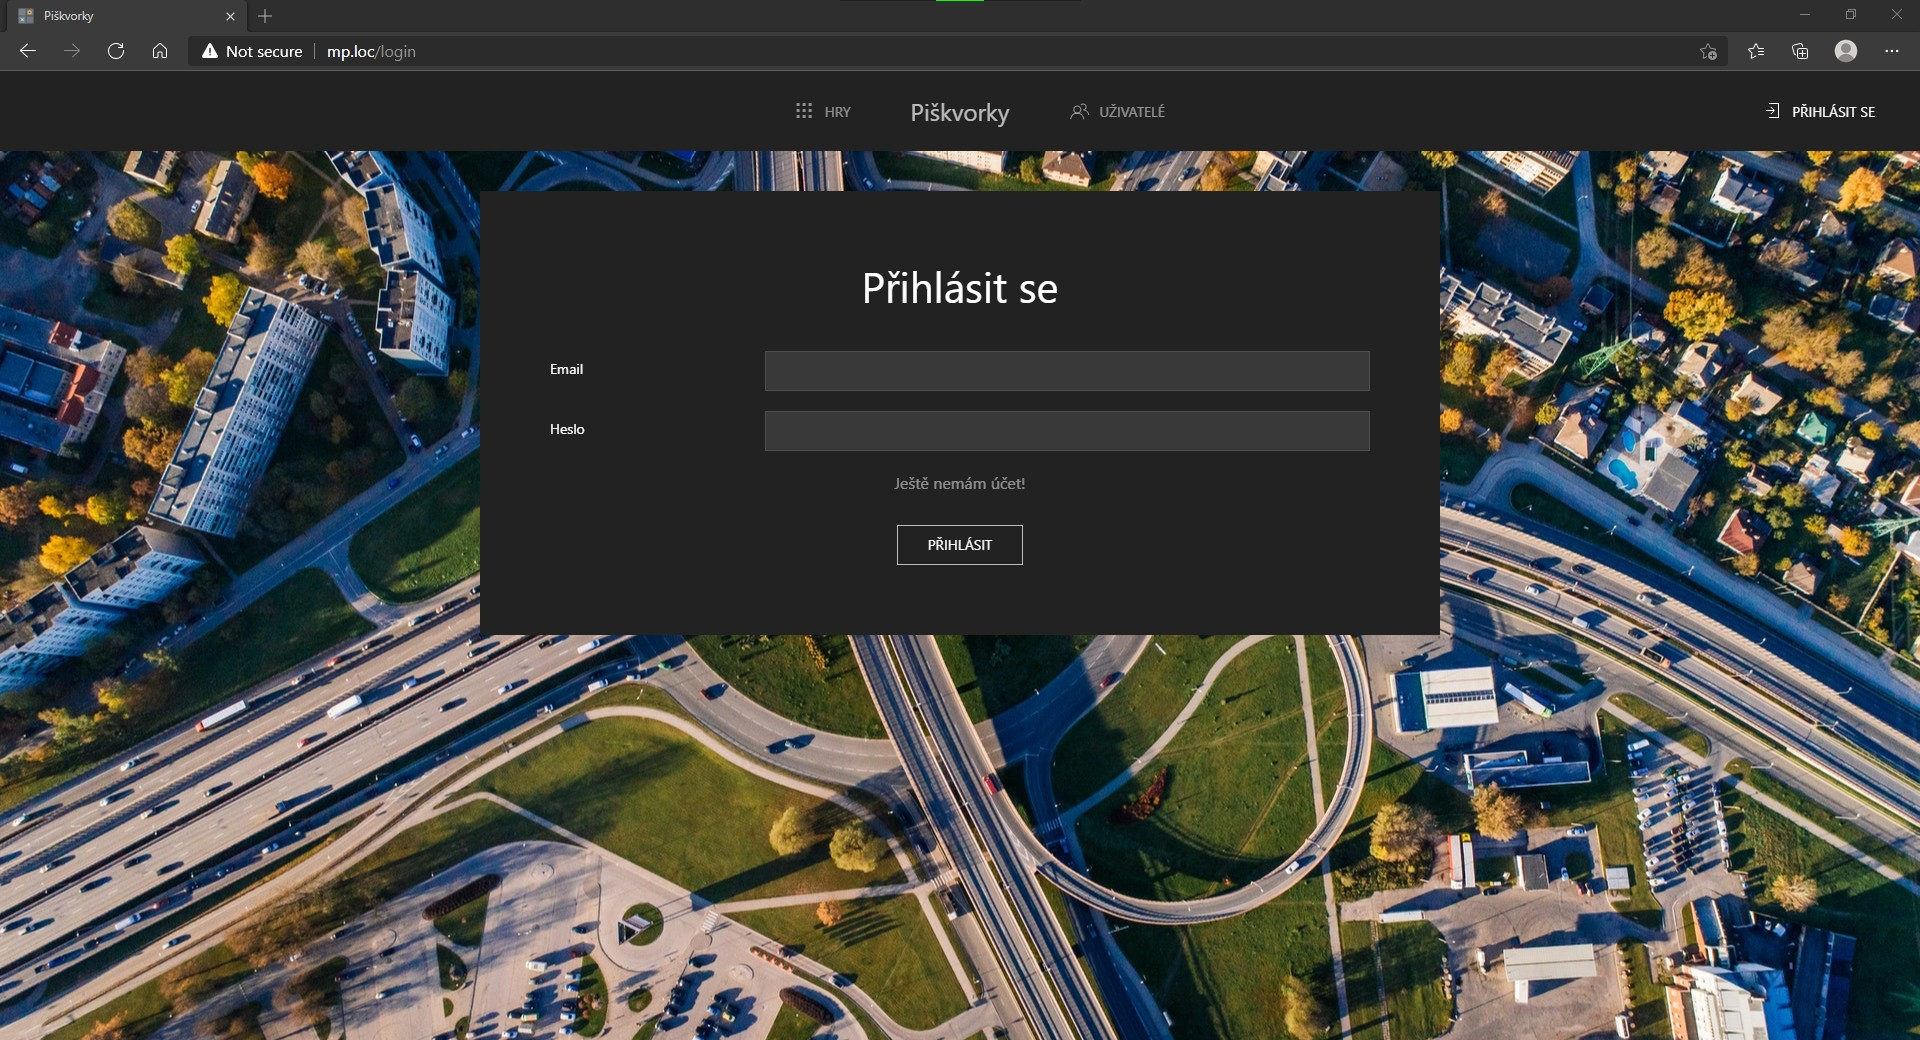 Piškvorky
Not secure mp.loc/login
HRY Piškvorky UŽIVATELÉ PŘIHLÁSIT SE
Přihlásit se
Email
Heslo
Ještě nemám účet!
PŘIHLÁSIT